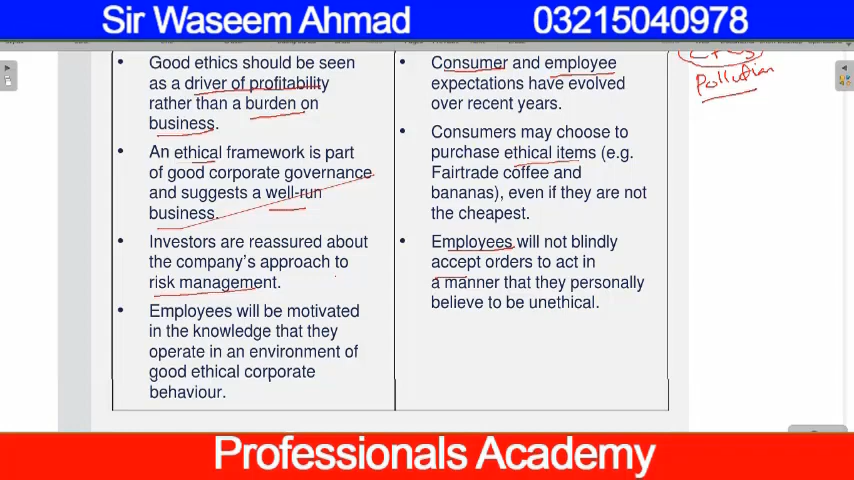 Sir Waseem Ahmad 03215040978
Good ethics should be seen
as a driver of profitability
rather than a burden on
business.
• An ethical framework is part
of good corporate governance
and suggests a well-run
business.
• Investors are reassured about
the company's approach to
risk management.
• Employees will be motivated
in the knowledge that they
operate in an environment of
good ethical corporate
behaviour.
• Consumer and employee
expectations have evolved
over recent years.
• Consumers may choose to
purchase ethical items (e.g.
Fairtrade coffee and
bananas), even if they are not
the cheapest.
• Employees will not blindly
accept orders to act in
a manner that they personally
believe to be unethical.
Pollution
Professionals Academy